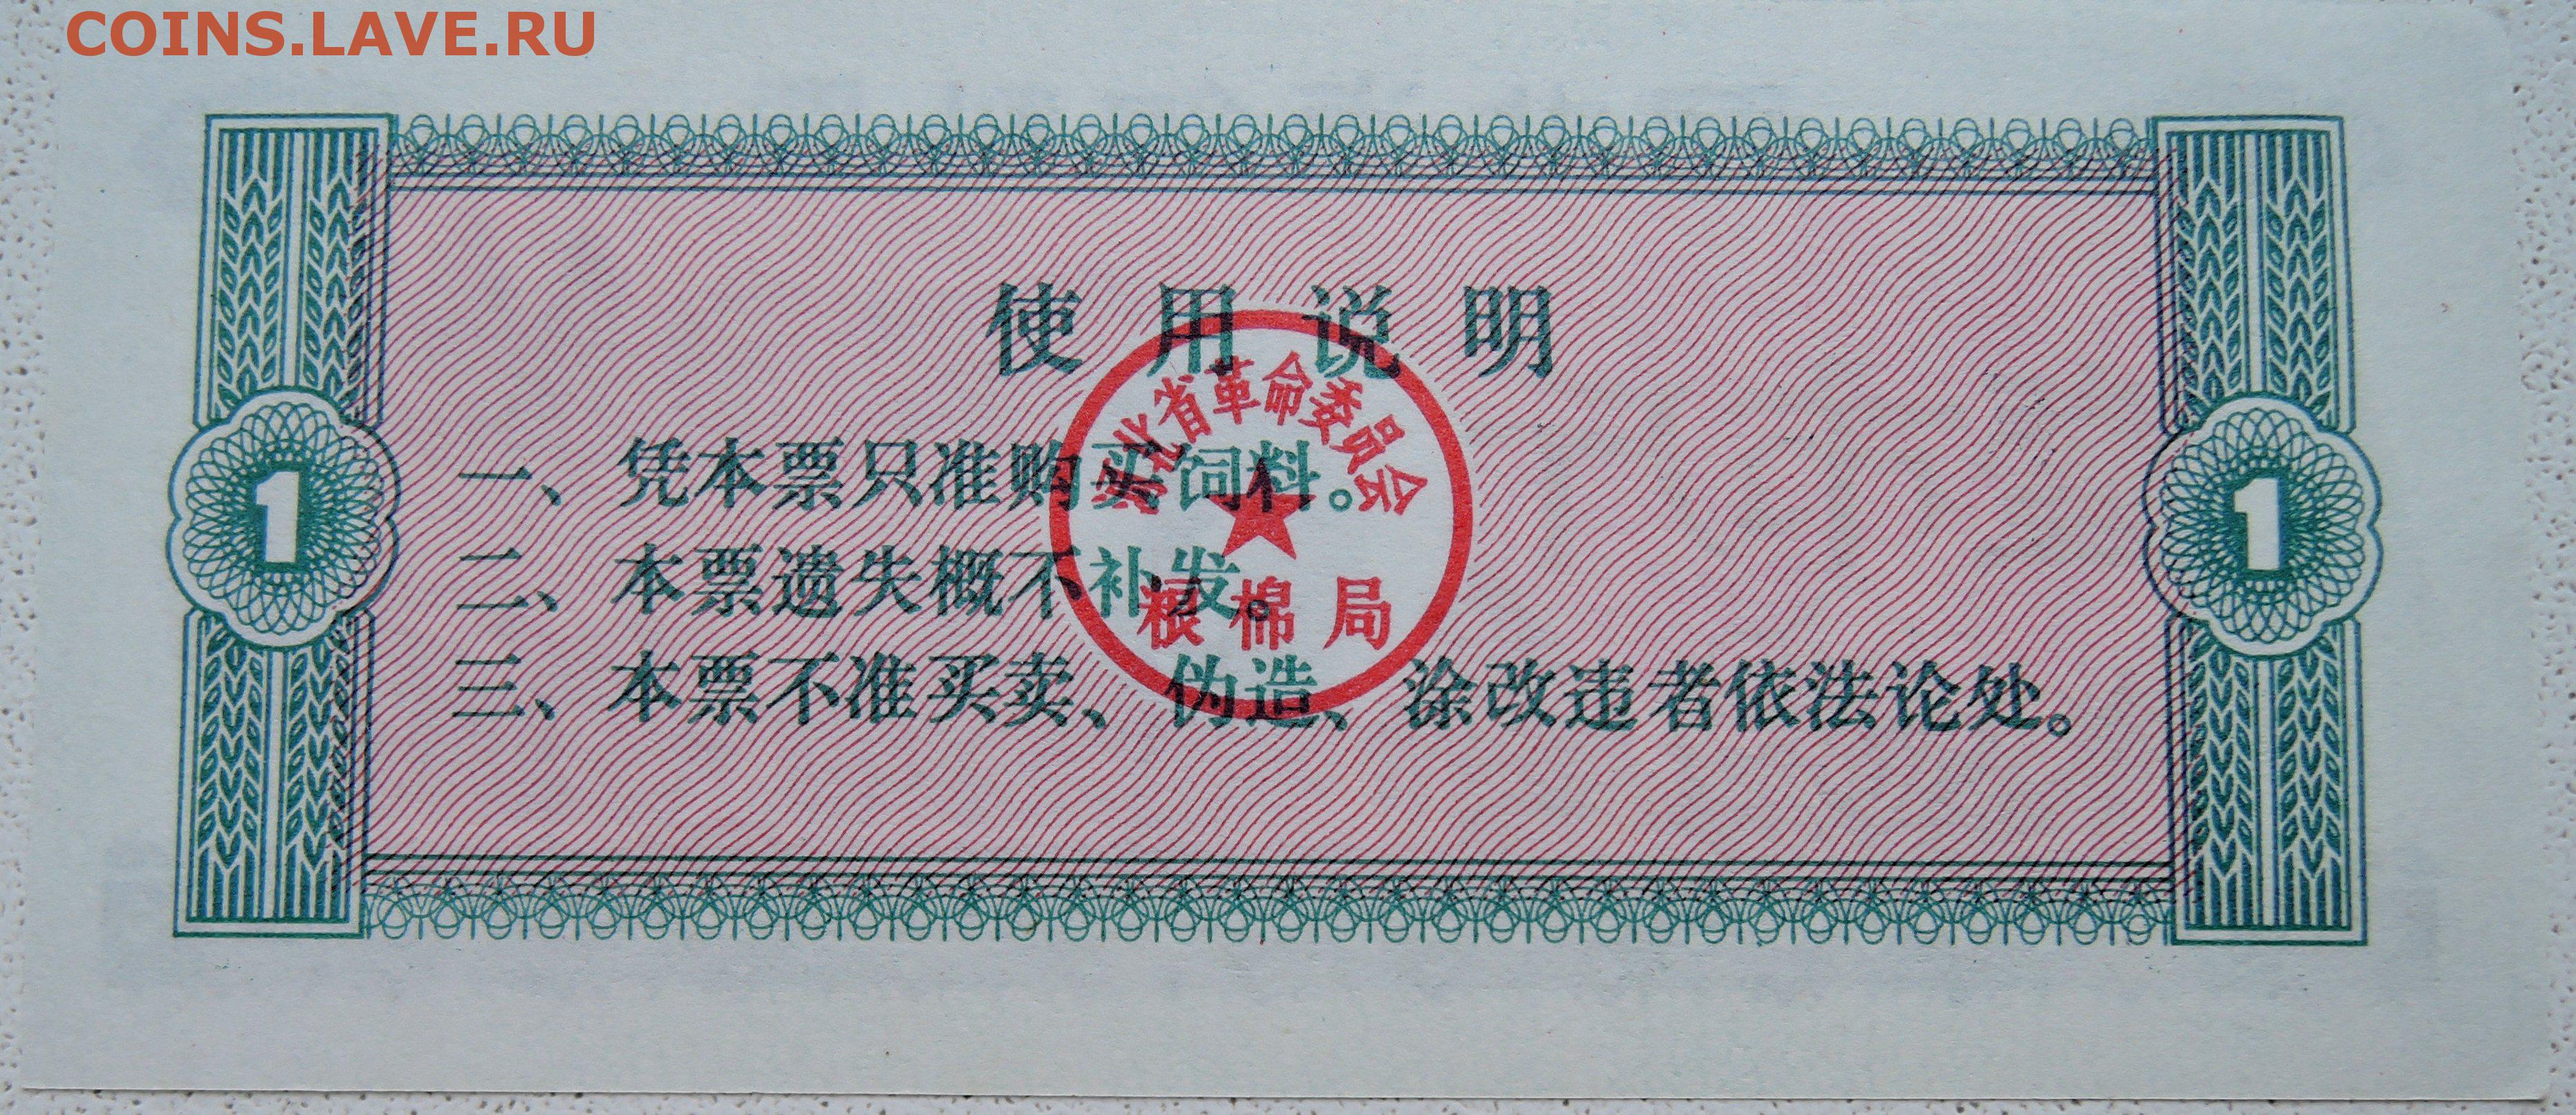 COINS.LAVE.RU
使用说明
湖北省革命委员会
一、凭本票只准购买饲料。
二、本票遗失概不补发。
粮棉局
三、本票不准买卖、伪造、涂改违者依法论处。
1
1